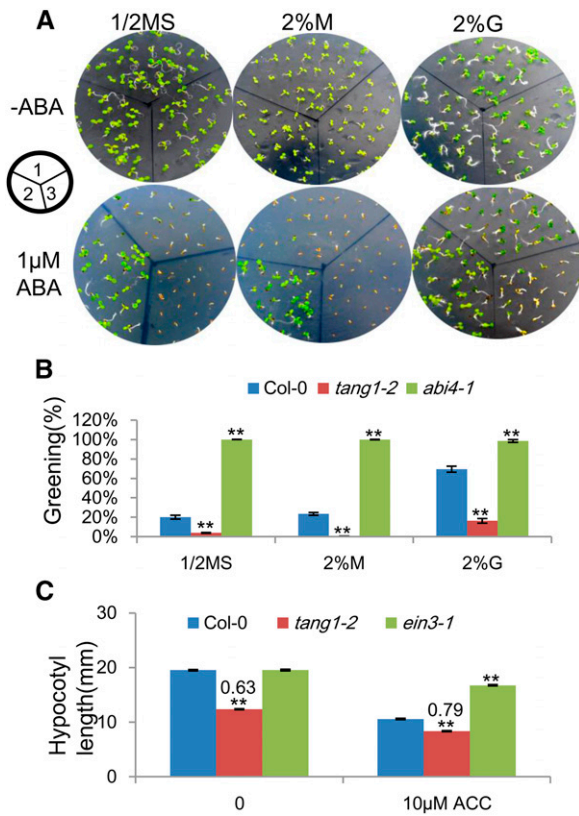 A
1/2MS 2%M 2%G
-ABA
1
2 3
1μM
ABA
B
Col-0 tang1-2 abi4-1
Greening(%)
120%
100%
80%
60%
40%
20%
0%
** ** **
** ** **
1/2MS 2%M 2%G
C
Col-0 tang1-2 ein3-1
Hypocotyl
length(mm)
30
20
10
0
0.63
**
0.79
**
**
0 10μM ACC